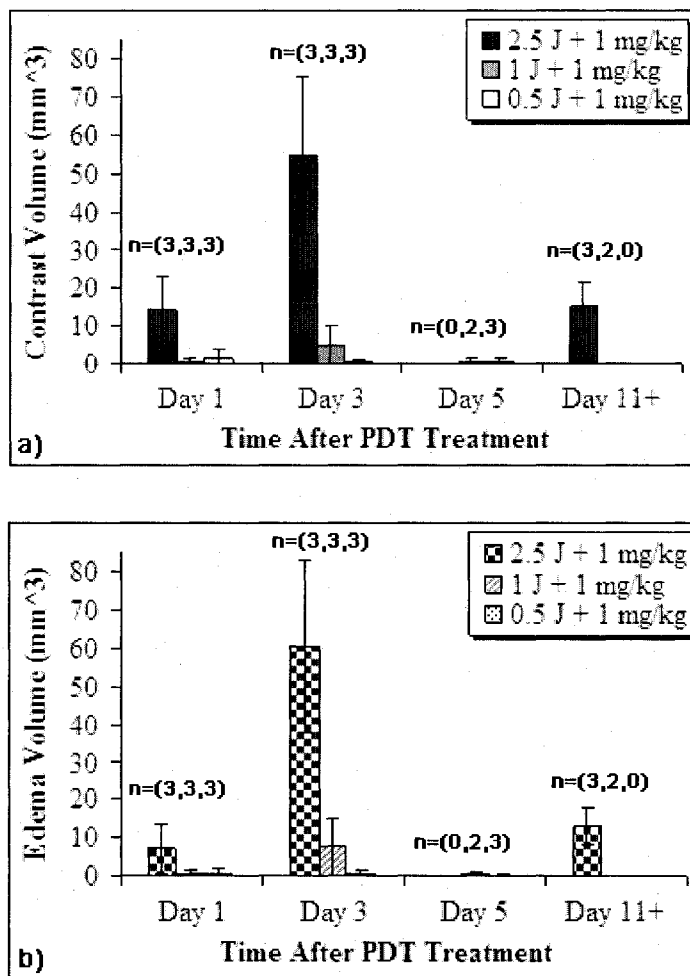 80
70
60
50
40
30
20
10
0
Contrast Volume (mm^3)
n=(3,3,3)
n=(3,3,3)
n=(0,2,3)
n=(3,2,0)
2.5 J + 1 mg/kg
1 J + 1 mg/kg
0.5 J + 1 mg/kg
Day 1
Day 3
Day 5
Day 11+
Time After PDT Treatment
a)
80
70
60
50
40
30
20
10
0
Edema Volume (mm^3)
n=(3,3,3)
n=(3,3,3)
n=(0,2,3)
n=(3,2,0)
2.5 J + 1 mg/kg
1 J + 1 mg/kg
0.5 J + 1 mg/kg
Day 1
Day 3
Day 5
Day 11+
Time After PDT Treatment
b)